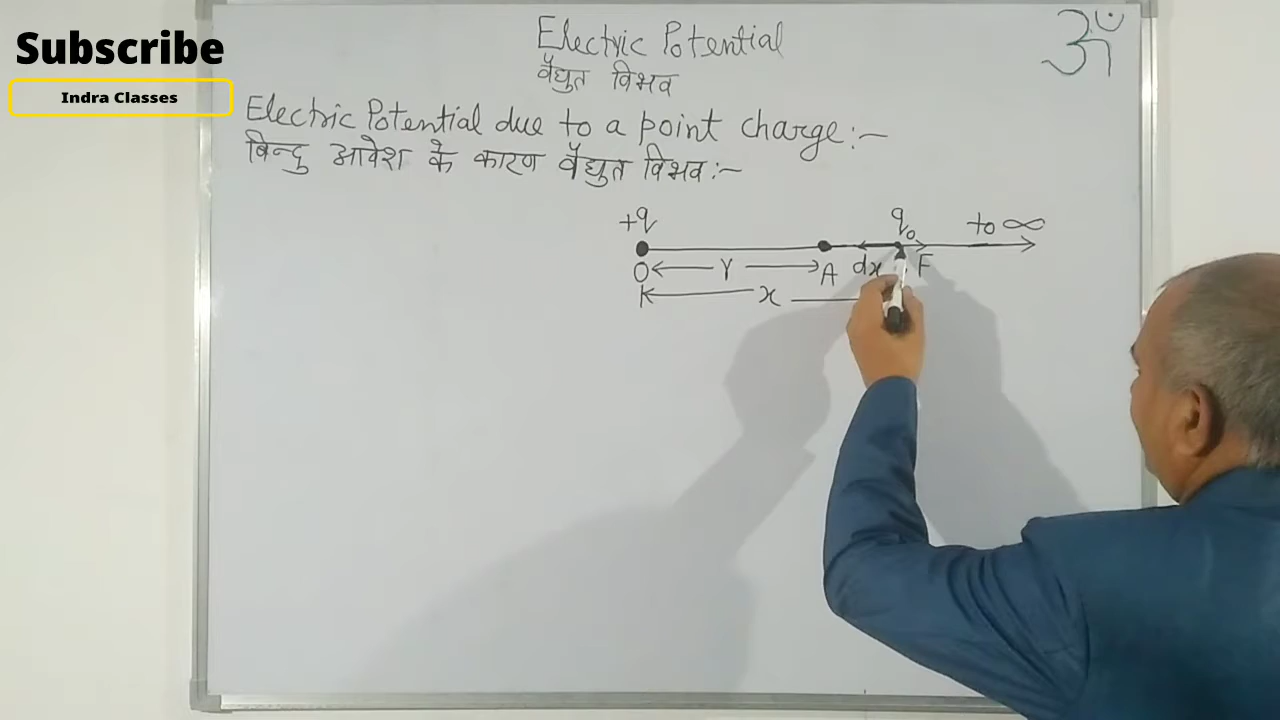 Subscribe
Indra Classes
Electric Potential
ॐ
वैद्युत विभव
Electric Potential due to a point charge:-
बिन्दु आवेश के कारण वैद्युत विभव:-
+q q₀ to ∞
O r A dx F
x